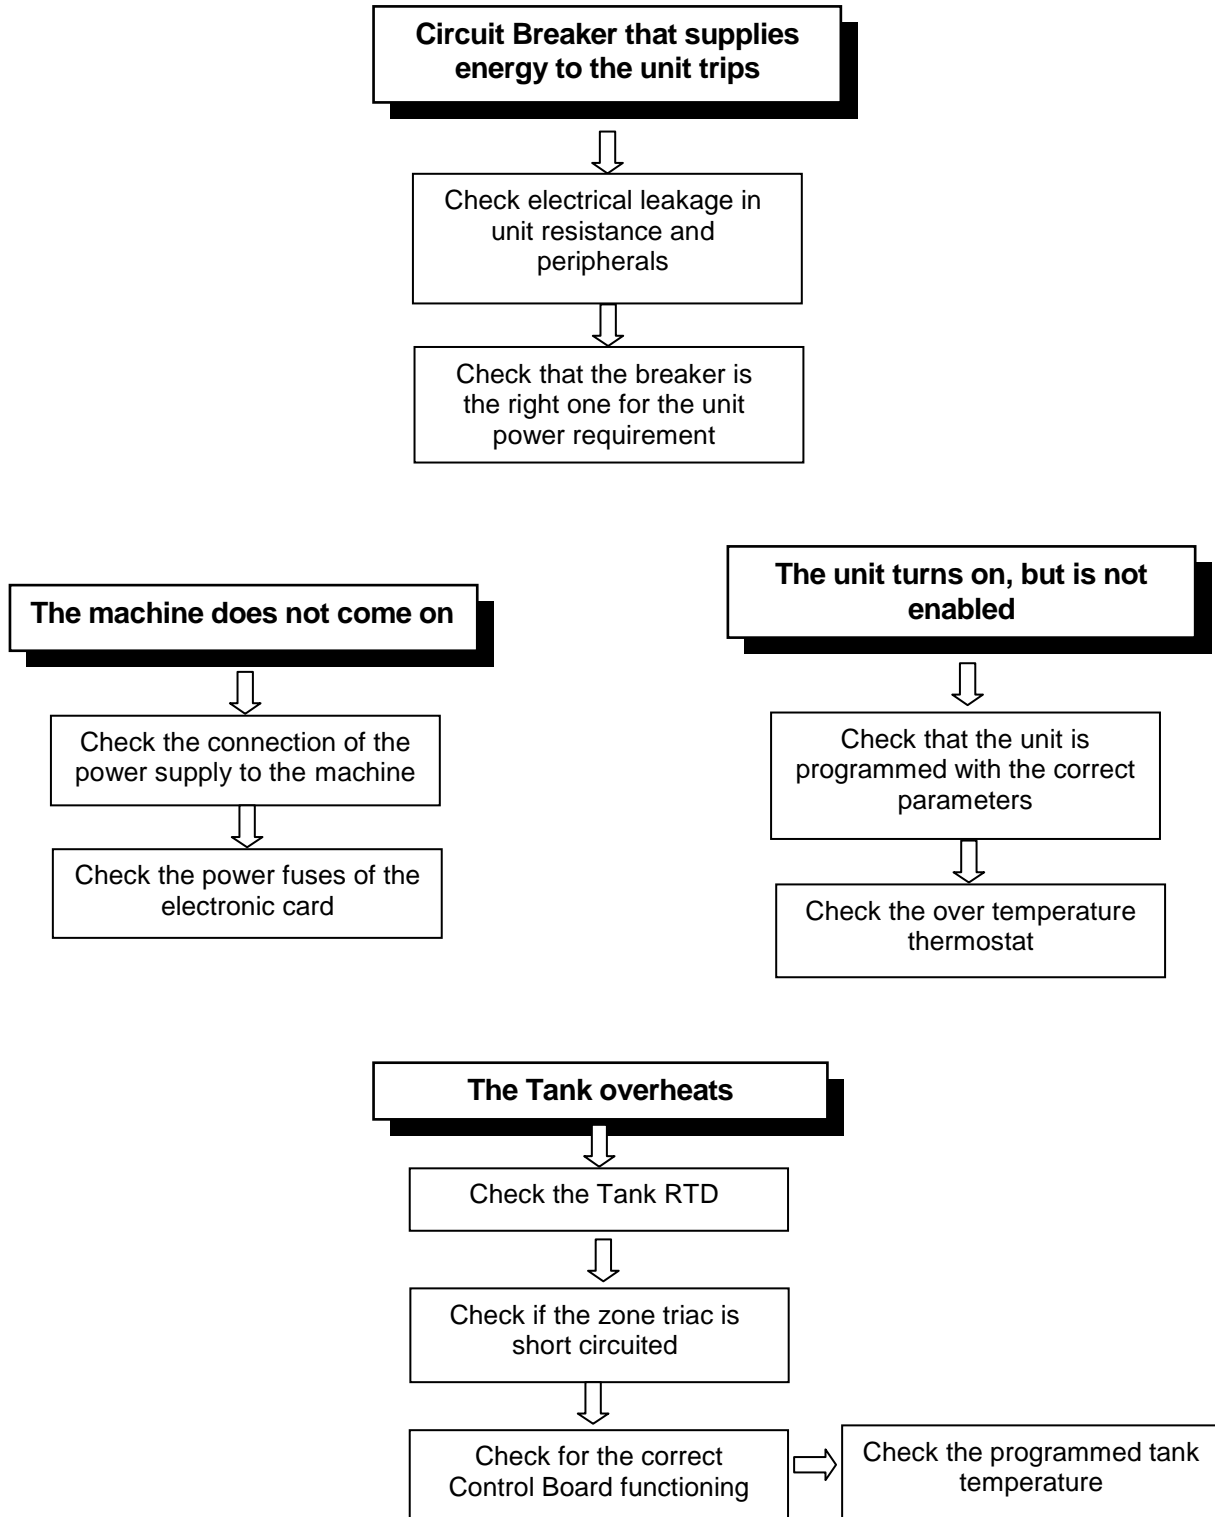 Circuit Breaker that supplies
energy to the unit trips
Check electrical leakage in
unit resistance and
peripherals
Check that the breaker is
the right one for the unit
power requirement
The machine does not come on
Check the connection of the
power supply to the machine
Check the power fuses of the
electronic card
The unit turns on, but is not
enabled
Check that the unit is
programmed with the correct
parameters
Check the over temperature
thermostat
The Tank overheats
Check the Tank RTD
Check if the zone triac is
short circuited
Check for the correct
Control Board functioning
Check the programmed tank
temperature